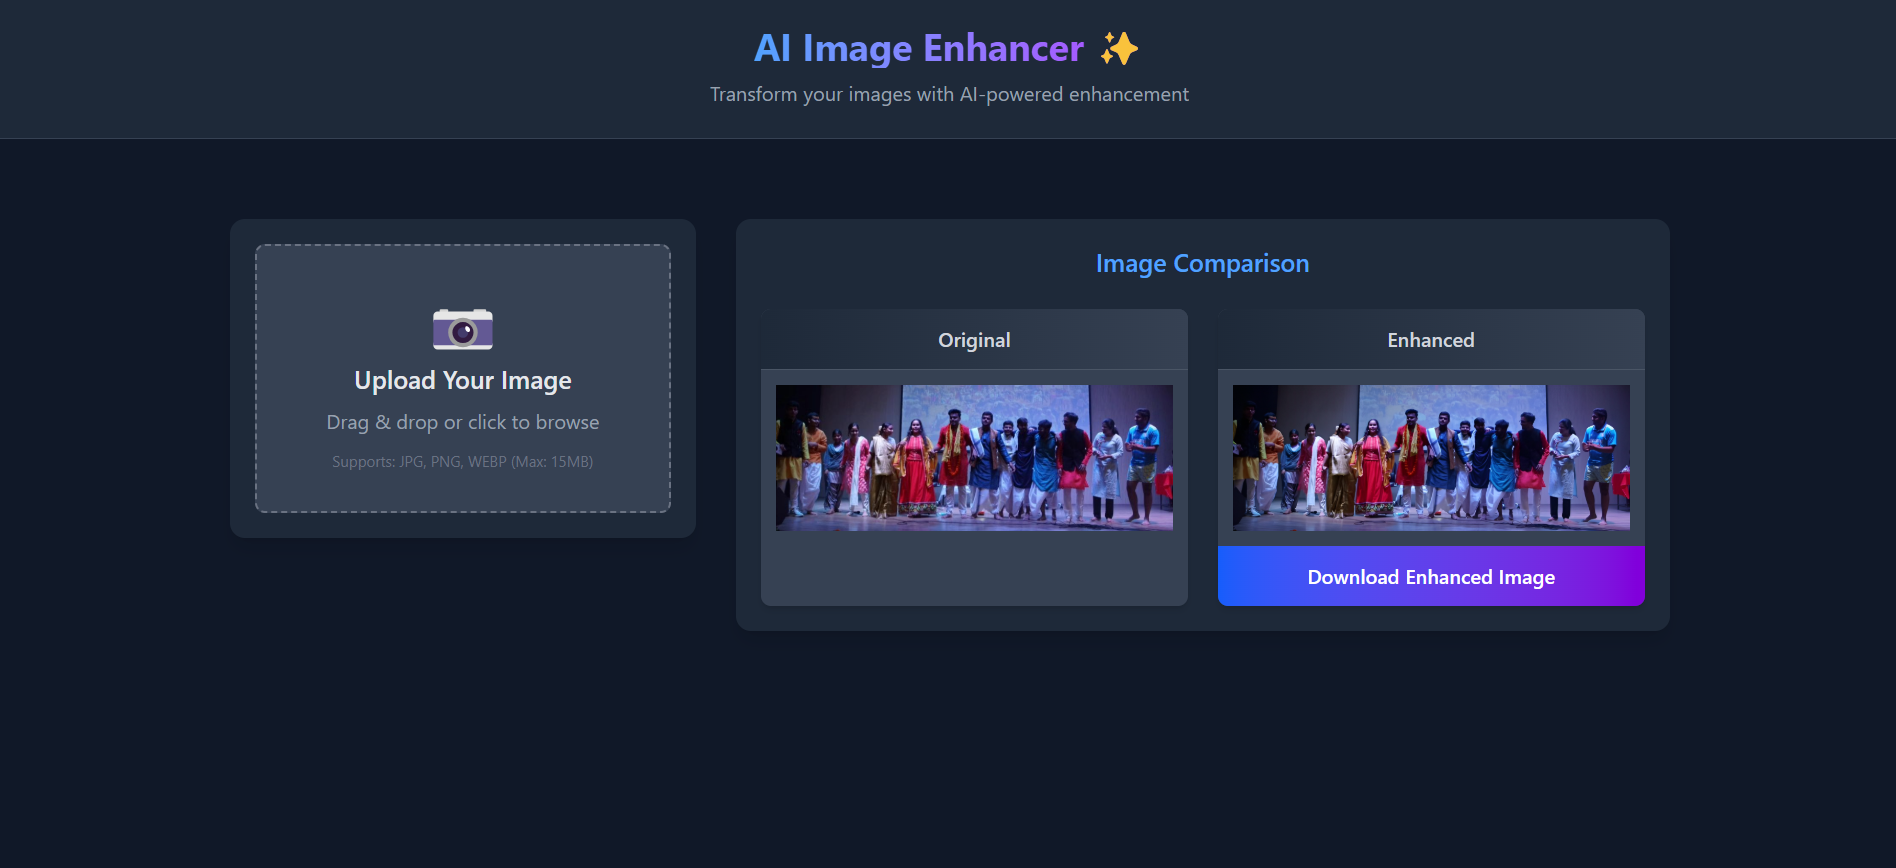 AI Image Enhancer ✨
Transform your images with AI-powered enhancement
Upload Your Image
Drag & drop or click to browse
Supports: JPG, PNG, WEBP (Max: 15MB)
Image Comparison
Original
Enhanced
Download Enhanced Image